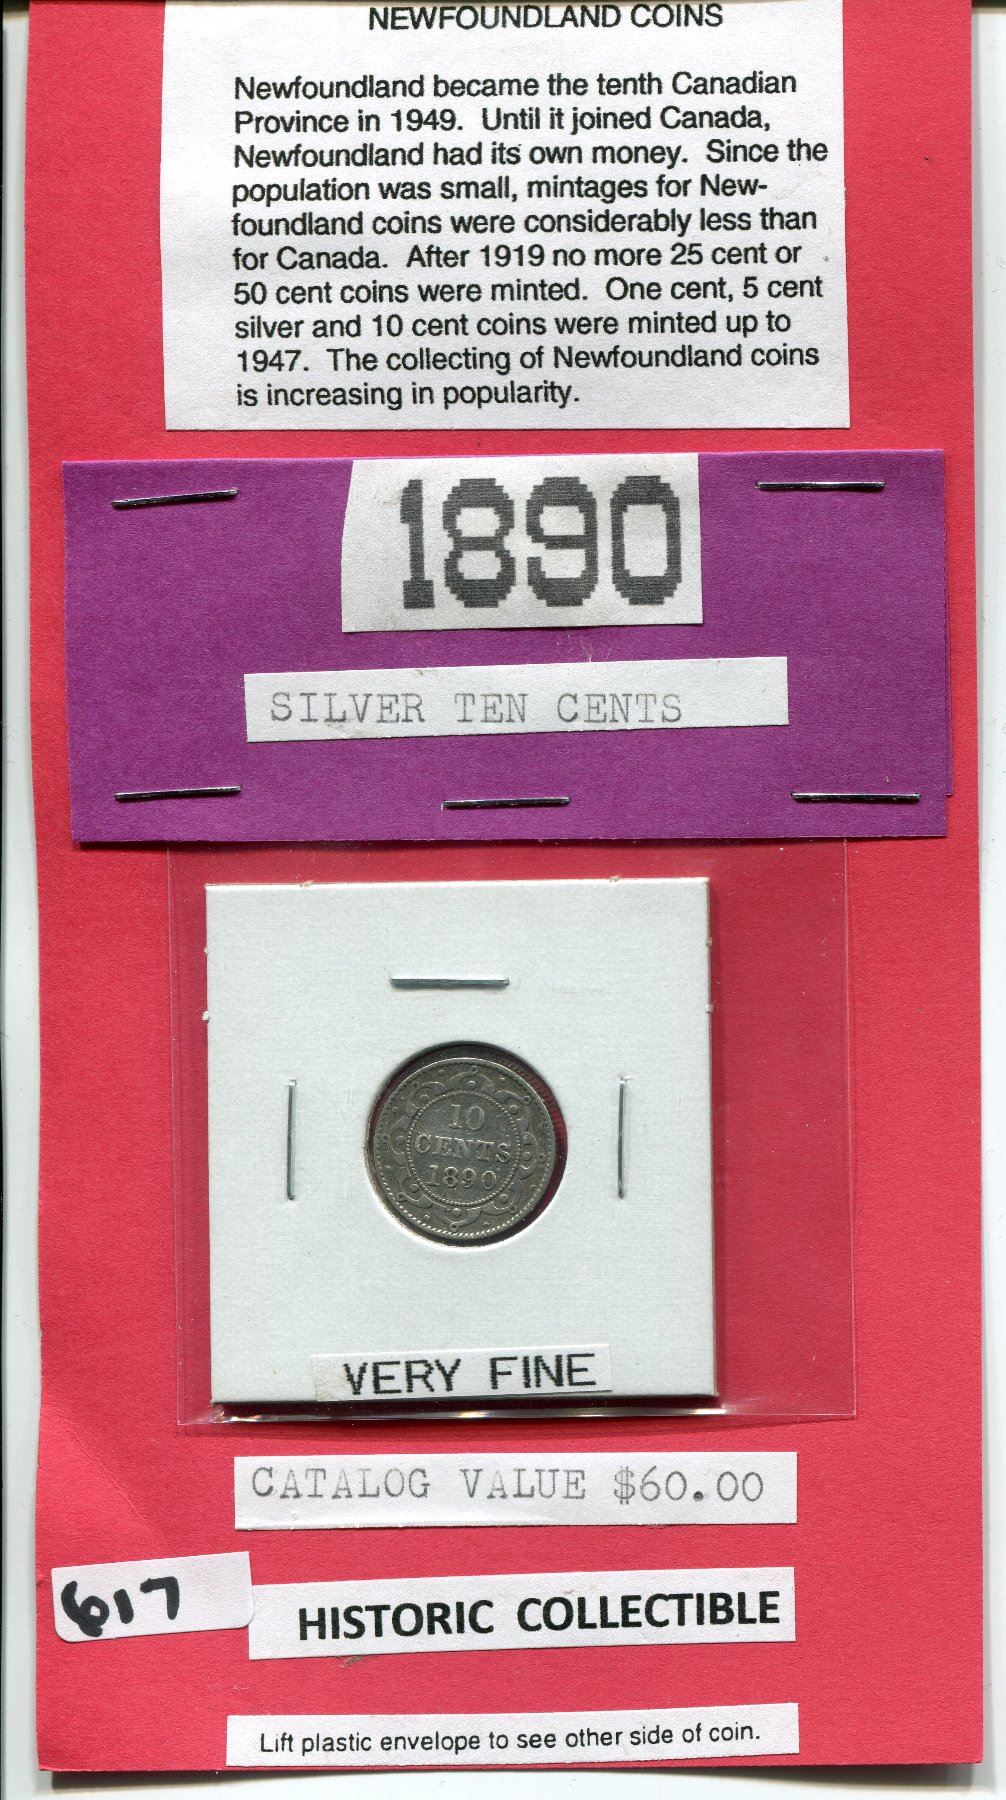 NEWFOUNDLAND COINS
Newfoundland became the tenth Canadian
Province in 1949. Until it joined Canada,
Newfoundland had its own money. Since the
population was small, mintages for New-
foundland coins were considerably less than
for Canada. After 1919 no more 25 cent or
50 cent coins were minted. One cent, 5 cent
silver and 10 cent coins were minted up to
1947. The collecting of Newfoundland coins
is increasing in popularity.
1890
SILVER TEN CENTS
10
CENTS
1890
VERY FINE
CATALOG VALUE $60.00
617
HISTORIC COLLECTIBLE
Lift plastic envelope to see other side of coin.